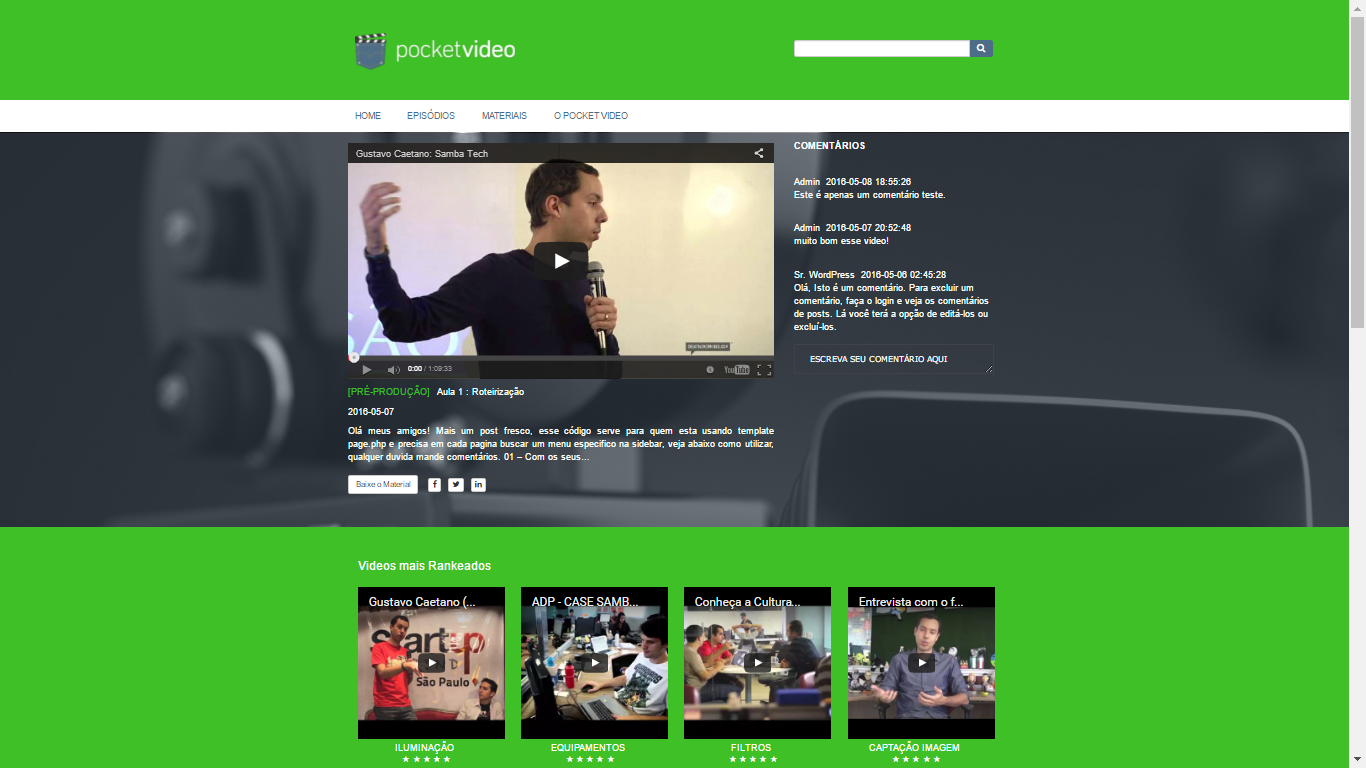 pocketvideo
HOME EPISÓDIOS MATERIAIS O POCKET VIDEO
Gustavo Caetano: Samba Tech
0:00 / 1:09:33
YouTube
[PRÉ-PRODUÇÃO] Aula 1 : Roteirização
2016-05-07
Olá meus amigos! Mais um post fresco, esse código serve para quem esta usando template
page.php e precisa em cada pagina buscar um menu especifico na sidebar, veja abaixo como utilizar,
qualquer duvida mande comentários. 01 – Com os seus...
Baixe o Material
COMENTÁRIOS
Admin 2016-05-08 18:55:26
Este é apenas um comentário teste.
Admin 2016-05-07 20:52:48
muito bom esse video!
Sr. WordPress 2016-05-06 02:45:28
Olá, Isto é um comentário. Para excluir um
comentário, faça o login e veja os comentários
de posts. Lá você terá a opção de editá-los ou
excluí-los.
ESCREVA SEU COMENTÁRIO AQUI
Videos mais Rankeados
Gustavo Caetano (...
startup
São Paulo
ILUMINAÇÃO
ADP - CASE SAMB...
EQUIPAMENTOS
Conheça a Cultura...
FILTROS
Entrevista com o f...
CAPTAÇÃO IMAGEM